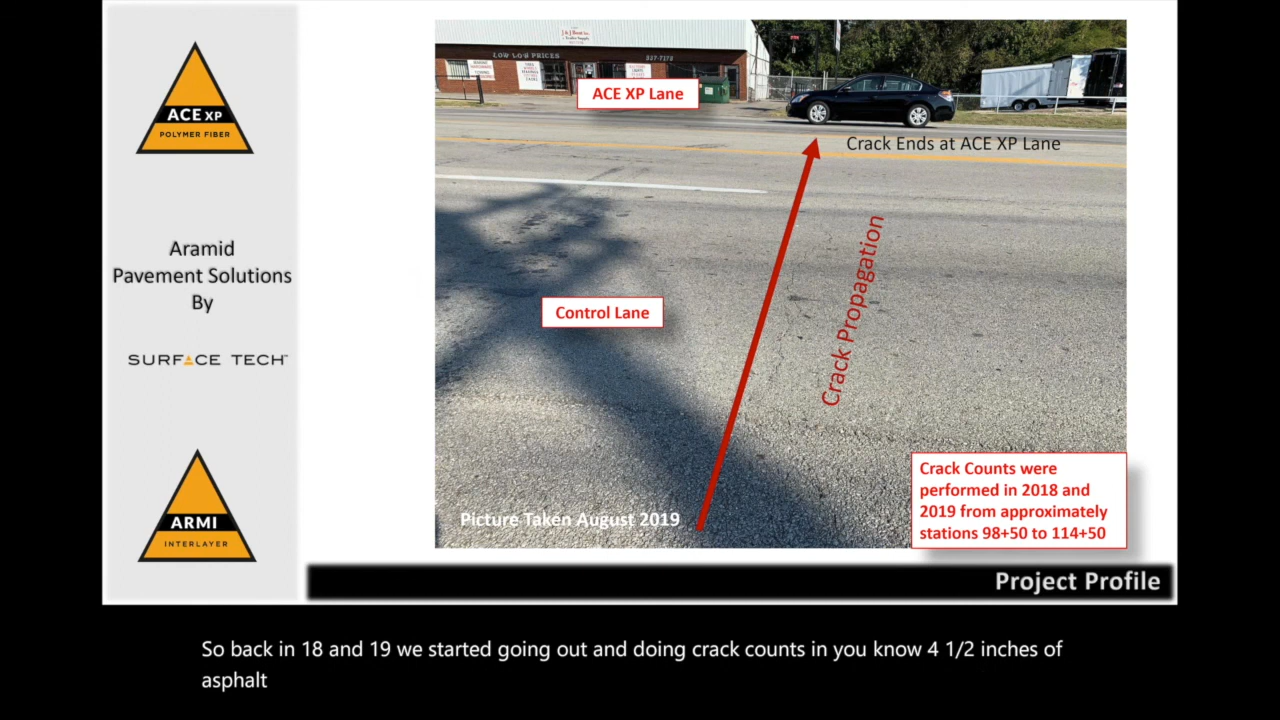 ACE XP
POLYMER FIBER
Aramid
Pavement Solutions
By
SURFACE TECH
ARMI
INTERLAYER
LOW LOW PRICES
337-7178
ACE XP Lane
Crack Ends at ACE XP Lane
Crack Propagation
Control Lane
Picture Taken August 2019
Crack Counts were
performed in 2018 and
2019 from approximately
stations 98+50 to 114+50
Project Profile
So back in 18 and 19 we started going out and doing crack counts in you know 4 1/2 inches of
asphalt